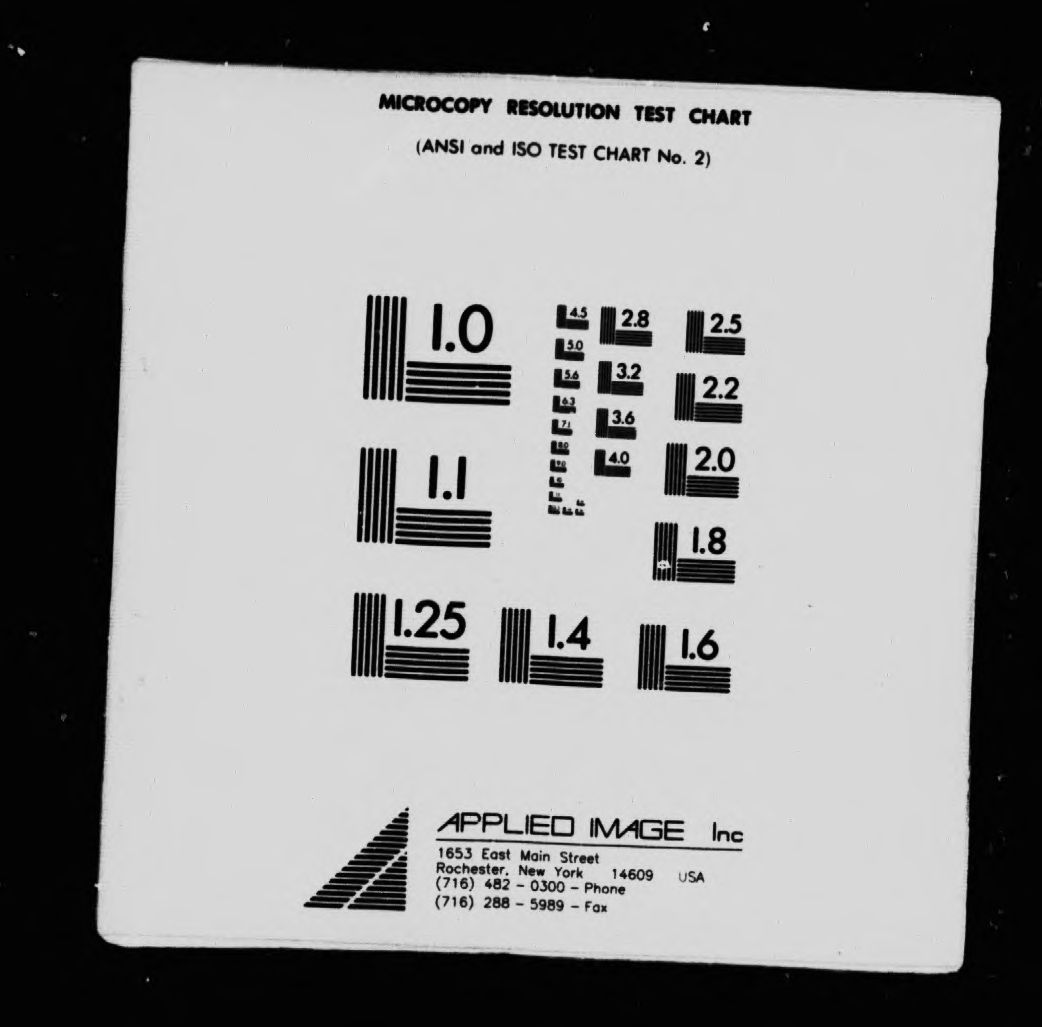 MICROCOPY RESOLUTION TEST CHART
(ANSI and ISO TEST CHART No. 2)
1.0
4.5
2.8
2.5
5.0
5.6
3.2
2.2
6.3
3.6
7.1
8.0
4.0
2.0
9.0
1.1
1.8
1.25
1.4
1.6
APPLIED IMAGE Inc
1653 East Main Street
Rochester, New York 14609 USA
(716) 482 - 0300 - Phone
(716) 288 - 5989 - Fax